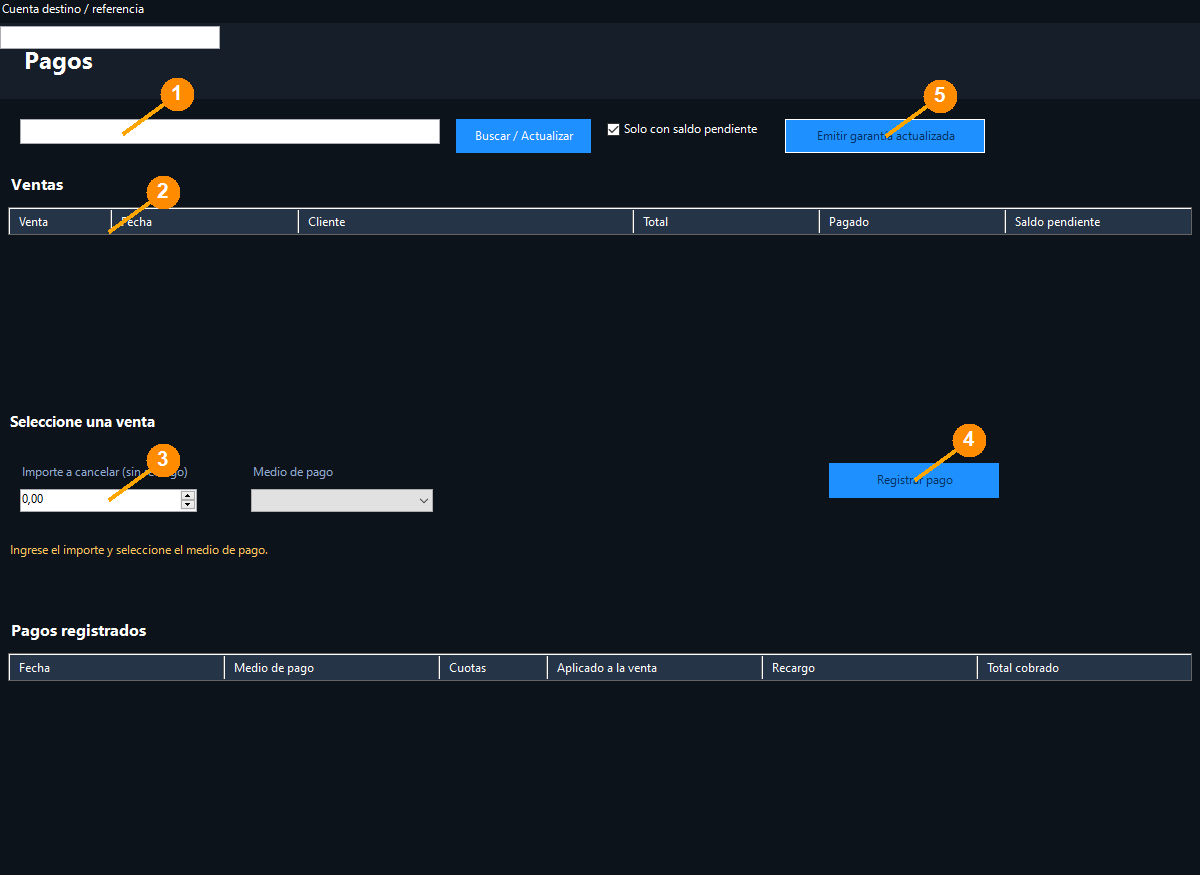 Cuenta destino / referencia
Pagos
1
5
Buscar / Actualizar
Solo con saldo pendiente
Emitir garantía actualizada
Ventas
2
Venta Fecha Cliente Total Pagado Saldo pendiente
Seleccione una venta
3
4
Importe a cancelar (sin Medio de pago
0,00
Registrar pago
Ingrese el importe y seleccione el medio de pago.
Pagos registrados
Fecha Medio de pago Cuotas Aplicado a la venta Recargo Total cobrado